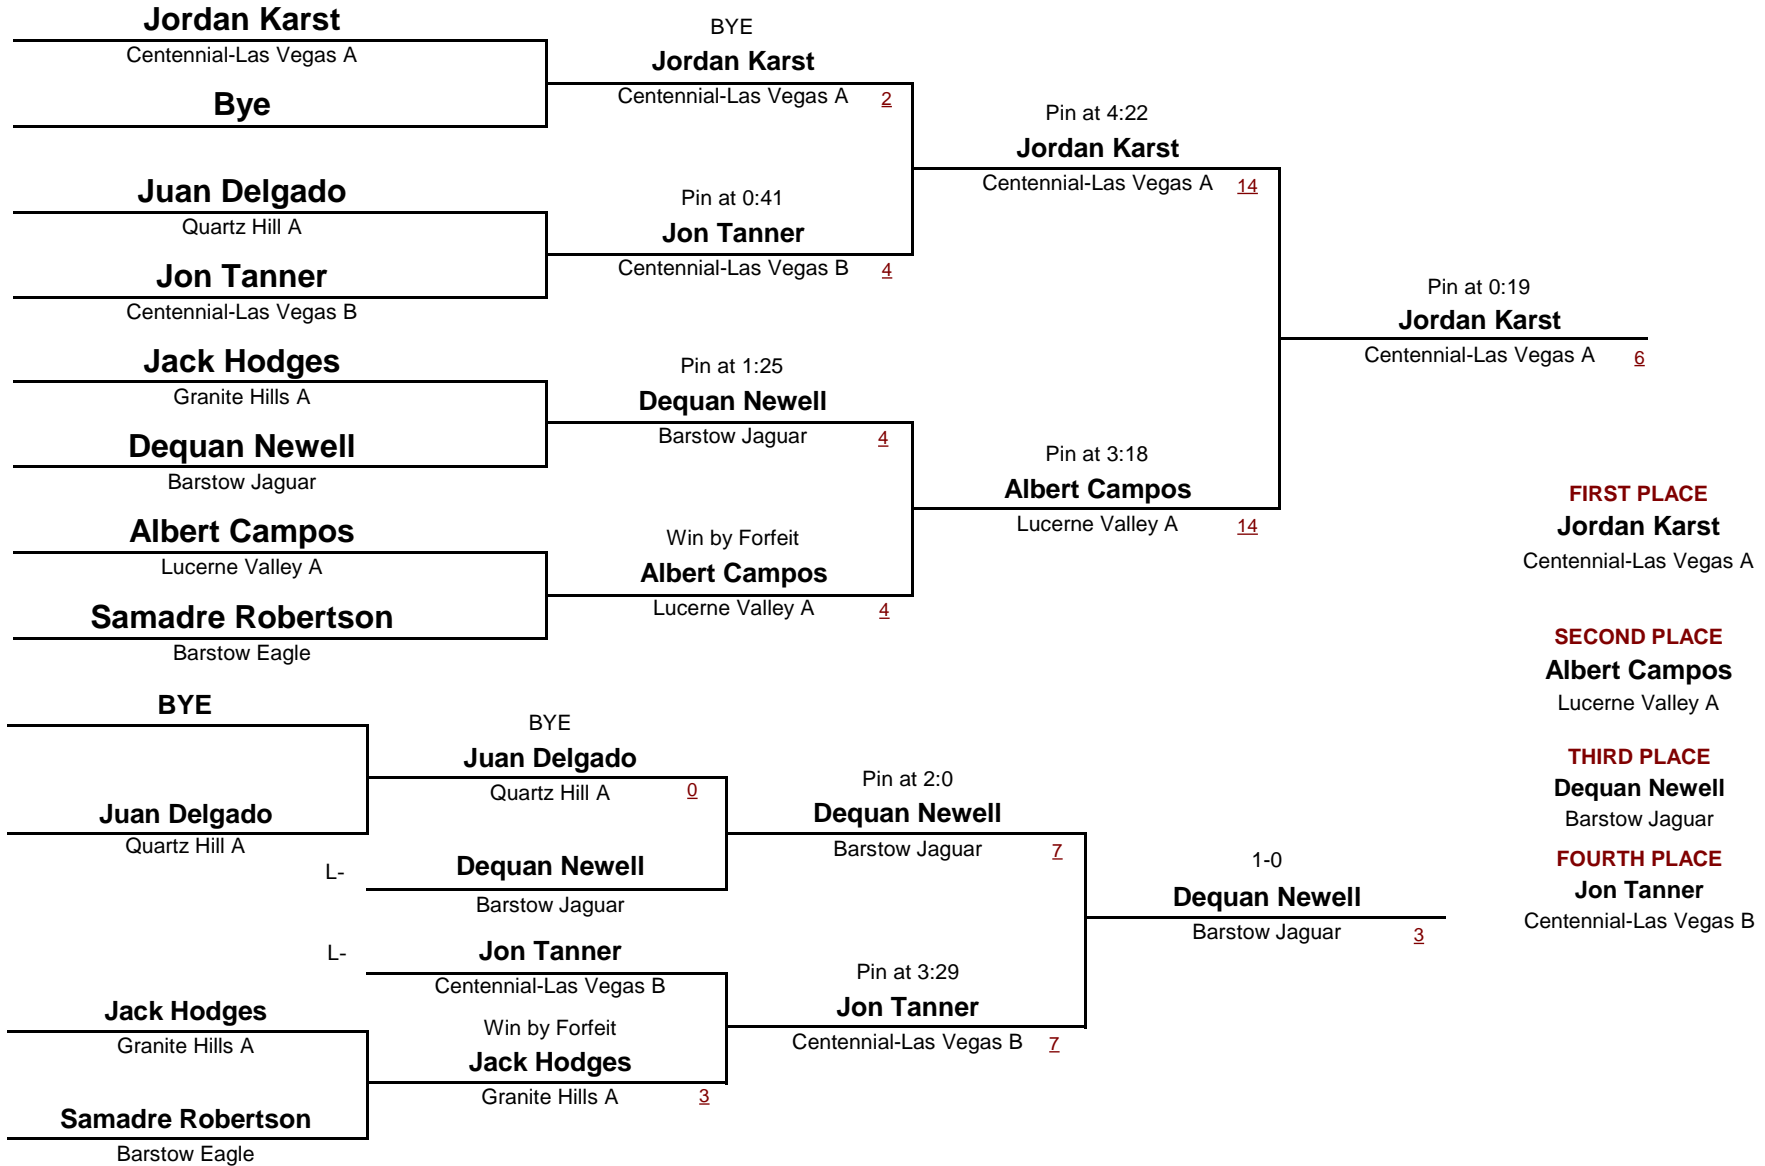 Jordan Karst
Centennial-Las Vegas A
Bye
Juan Delgado
Quartz Hill A
Jon Tanner
Centennial-Las Vegas B
Jack Hodges
Granite Hills A
Dequan Newell
Barstow Jaguar
Albert Campos
Lucerne Valley A
Samadre Robertson
Barstow Eagle
BYE
Jordan Karst
Centennial-Las Vegas A 2
Pin at 0:41
Jon Tanner
Centennial-Las Vegas B 4
Pin at 1:25
Dequan Newell
Barstow Jaguar 4
Win by Forfeit
Albert Campos
Lucerne Valley A 4
Pin at 4:22
Jordan Karst
Centennial-Las Vegas A 14
Pin at 3:18
Albert Campos
Lucerne Valley A 14
Pin at 0:19
Jordan Karst
Centennial-Las Vegas A 6
BYE
Juan Delgado
Quartz Hill A
L-
L-
Jack Hodges
Granite Hills A
Samadre Robertson
Barstow Eagle
BYE
Juan Delgado
Quartz Hill A 0
Dequan Newell
Barstow Jaguar
Jon Tanner
Centennial-Las Vegas B
Win by Forfeit
Jack Hodges
Granite Hills A 3
Pin at 2:0
Dequan Newell
Barstow Jaguar 7
Pin at 3:29
Jon Tanner
Centennial-Las Vegas B 7
1-0
Dequan Newell
Barstow Jaguar 3
FIRST PLACE
Jordan Karst
Centennial-Las Vegas A
SECOND PLACE
Albert Campos
Lucerne Valley A
THIRD PLACE
Dequan Newell
Barstow Jaguar
FOURTH PLACE
Jon Tanner
Centennial-Las Vegas B